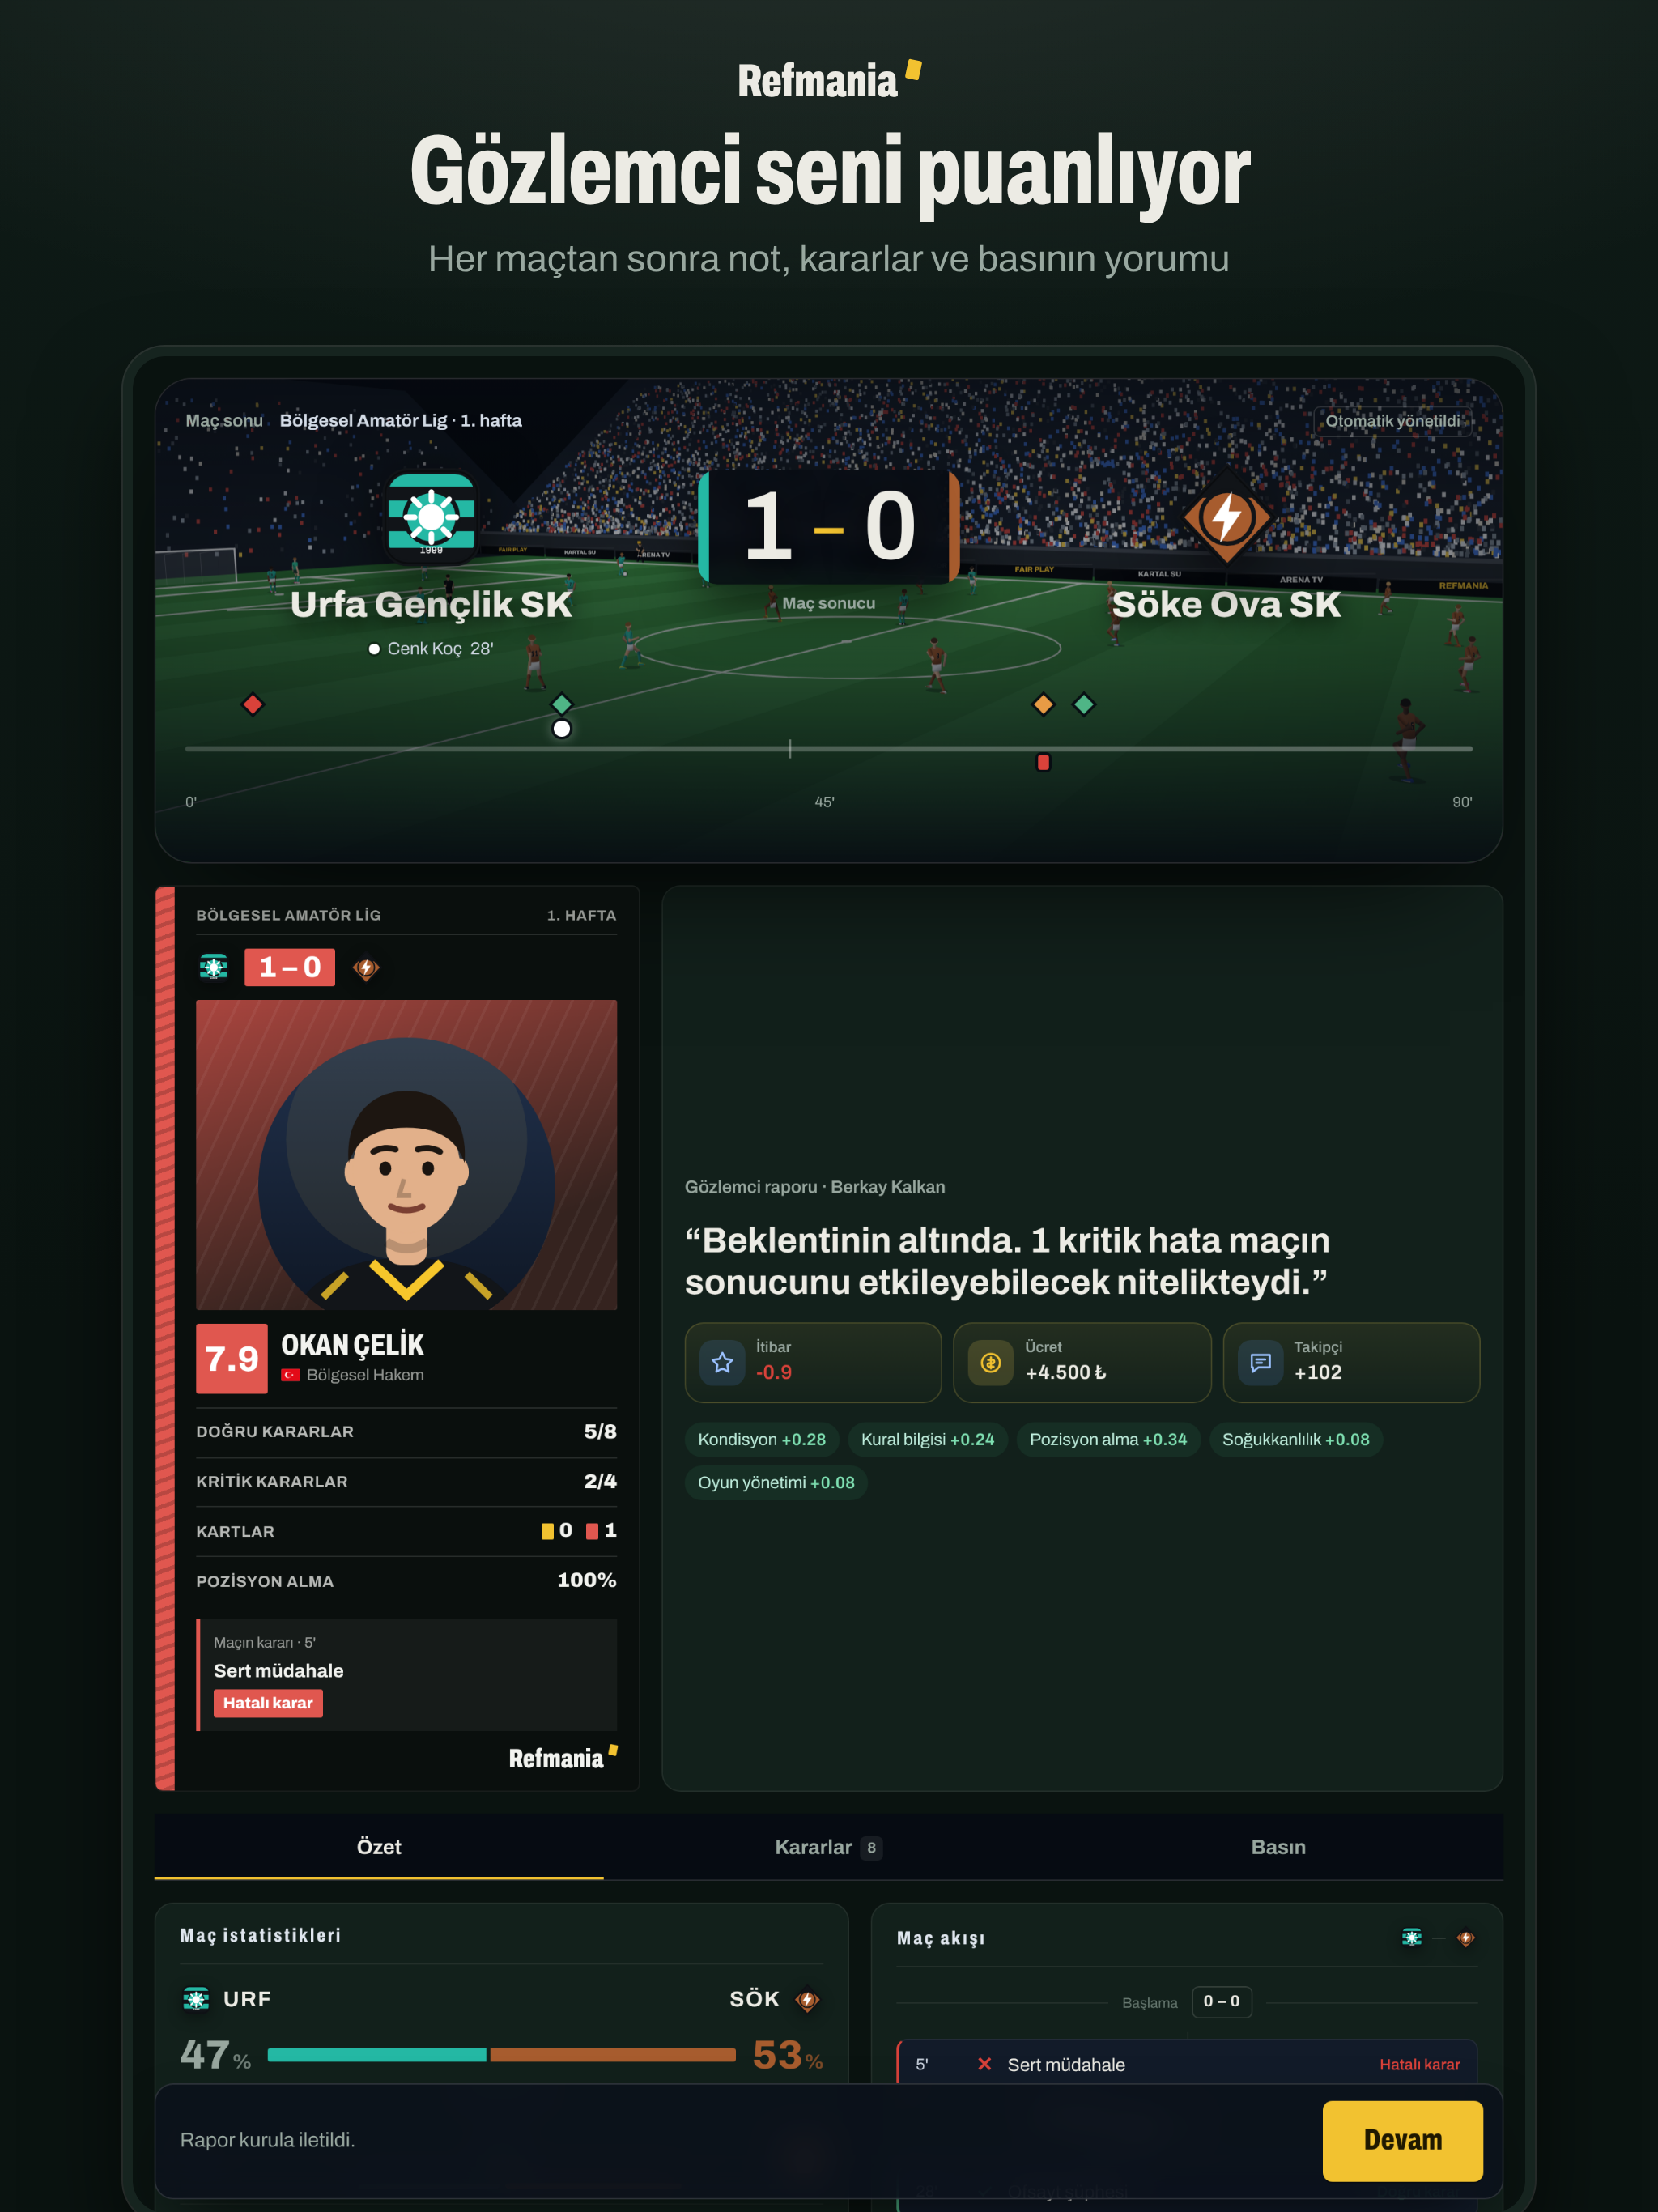 Refmania
Gözlemci seni puanlıyor
Her maçtan sonra not, kararlar ve basının yorumu
Maç sonu Bölgesel Amatör Lig · 1. hafta
Otomatik yönetildi
1999
1 – 0
FAIR PLAY
KARTAL SU
ARENA TV
FAIR PLAY
KARTAL SU
ARENA TV
REFMANIA
Urfa Gençlik SK
Maç sonucu
Söke Ova SK
Cenk Koç 28'
0'
45'
90'
BÖLGESEL AMATÖR LİG
1. HAFTA
1 – 0
OKAN ÇELİK
7.9
Bölgesel Hakem
DOĞRU KARARLAR 5/8
KRİTİK KARARLAR 2/4
KARTLAR 0 1
POZİSYON ALMA 100%
Maçın kararı · 5'
Sert müdahale
Hatalı karar
Refmania
Gözlemci raporu · Berkay Kalkan
“Beklentinin altında. 1 kritik hata maçın
sonucunu etkileyebilecek nitelikteydi.”
İtibar
-0.9
Ücret
+4.500 ₺
Takipçi
+102
Kondisyon +0.28
Kural bilgisi +0.24
Pozisyon alma +0.34
Soğukkanlılık +0.08
Oyun yönetimi +0.08
Özet
Kararlar 8
Basın
Maç istatistikleri
URF
SÖK
47%
53%
Maç akışı
—
Başlama 0 – 0
5' Sert müdahale Hatalı karar
Rapor kurula iletildi.
Devam